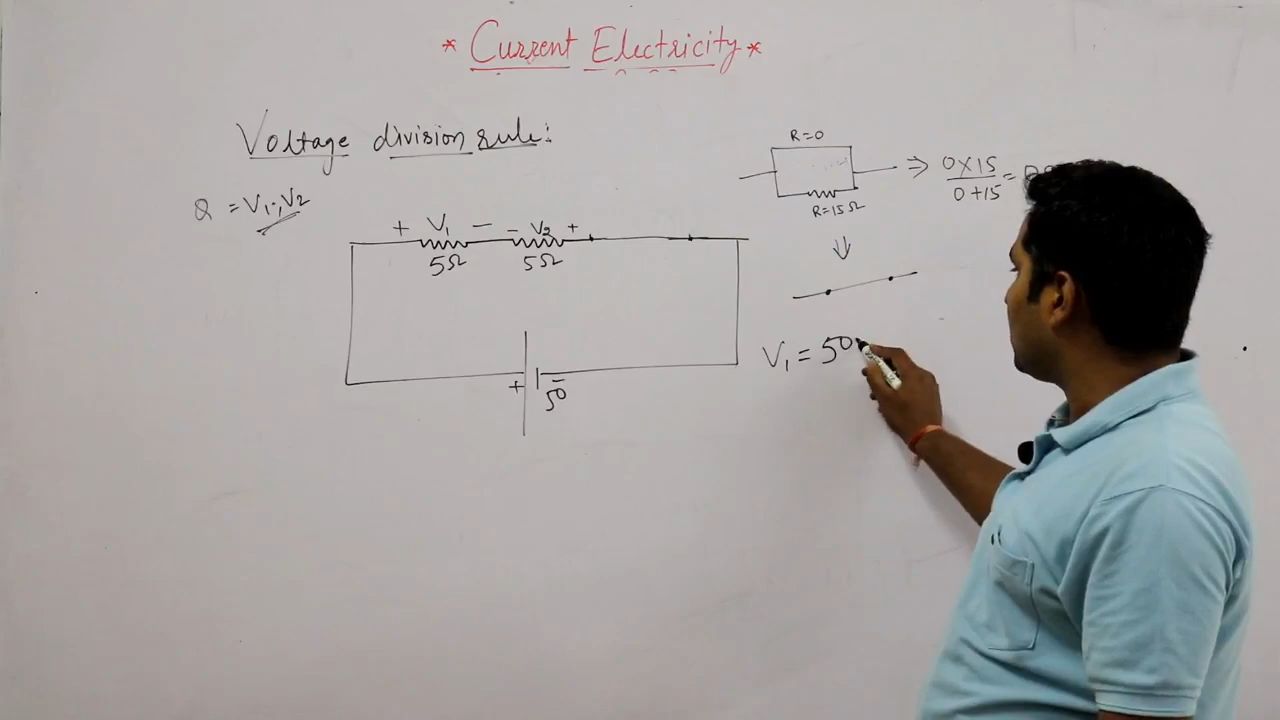 * Current Electricity *
Voltage division rule:
Q = V1, V2
+ V1 − − V2 +
5Ω 5Ω
+ −
50
R=0
R=15Ω
⇒ 0×15 / 0+15 =
⇓
V1 = 50